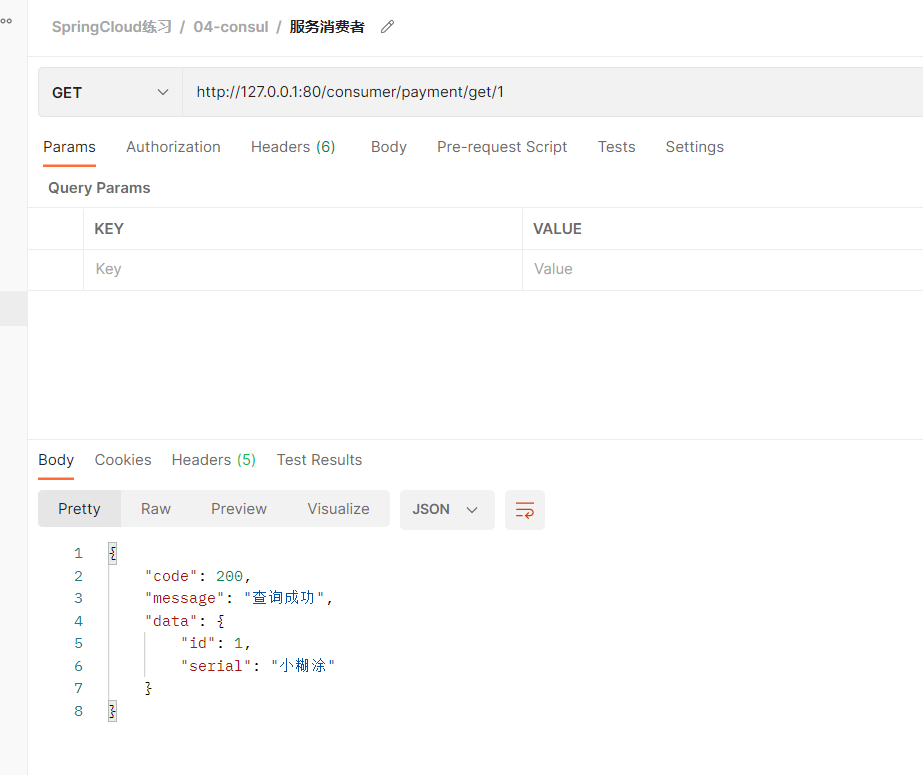 SpringCloud练习 / 04-consul / 服务消费者
GET http://127.0.0.1:80/consumer/payment/get/1
Params Authorization Headers (6) Body Pre-request Script Tests Settings
Query Params
KEY VALUE
Key Value
Body Cookies Headers (5) Test Results
Pretty Raw Preview Visualize JSON
1 {
2 "code": 200,
3 "message": "查询成功",
4 "data": {
5 "id": 1,
6 "serial": "小糊涂"
7 }
8 }